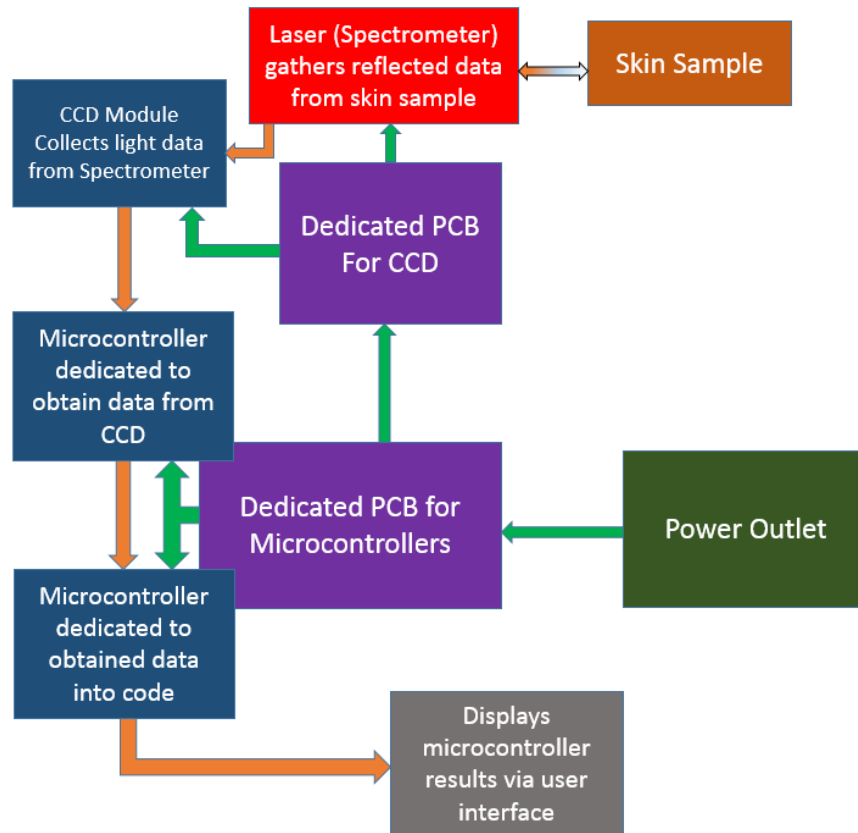 Laser (Spectrometer)
gathers reflected data
from skin sample
Skin Sample
CCD Module
Collects light data
from Spectrometer
Dedicated PCB
For CCD
Microcontroller
dedicated to
obtain data from
CCD
Dedicated PCB for
Microcontrollers
Power Outlet
Microcontroller
dedicated to
obtained data
into code
Displays
microcontroller
results via user
interface